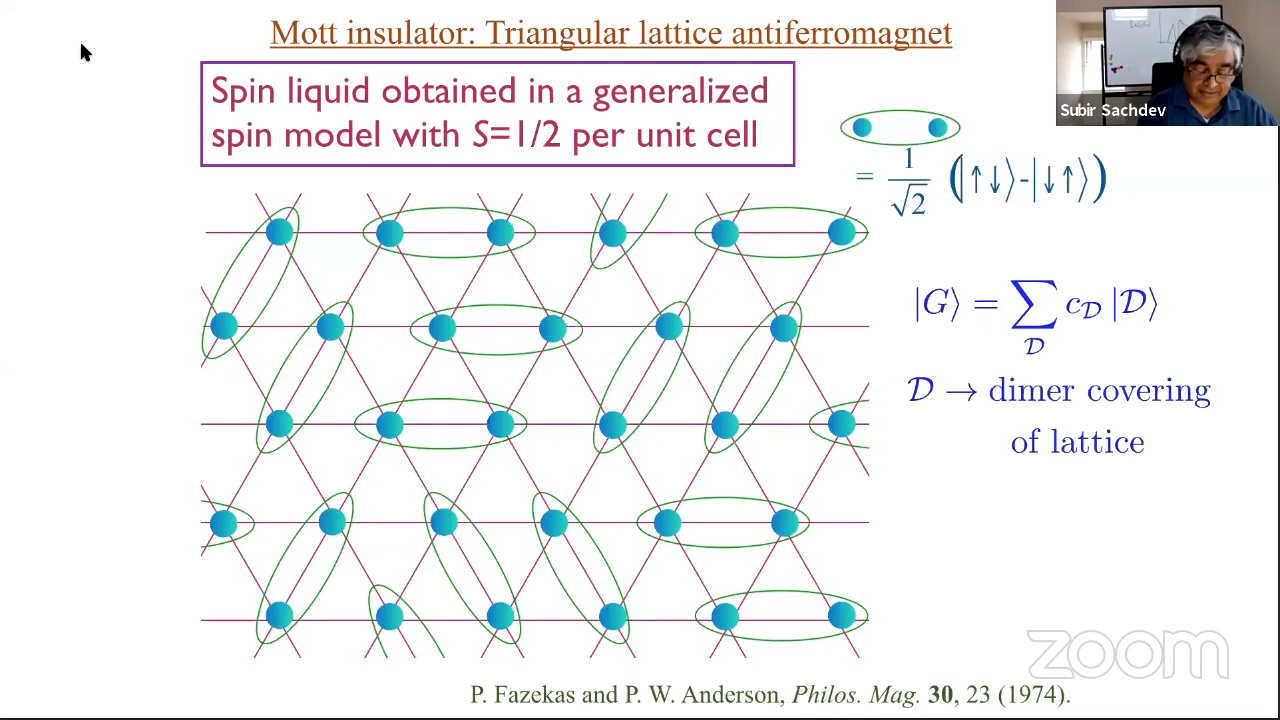 Mott insulator: Triangular lattice antiferromagnet
Spin liquid obtained in a generalized
spin model with S=1/2 per unit cell
Subir Sachdev
= 1/√2 (|↑↓⟩-|↓↑⟩)
|G⟩ = ∑_𝒟 c_𝒟 |𝒟⟩
𝒟 → dimer covering
of lattice
zoom
P. Fazekas and P. W. Anderson, Philos. Mag. 30, 23 (1974).